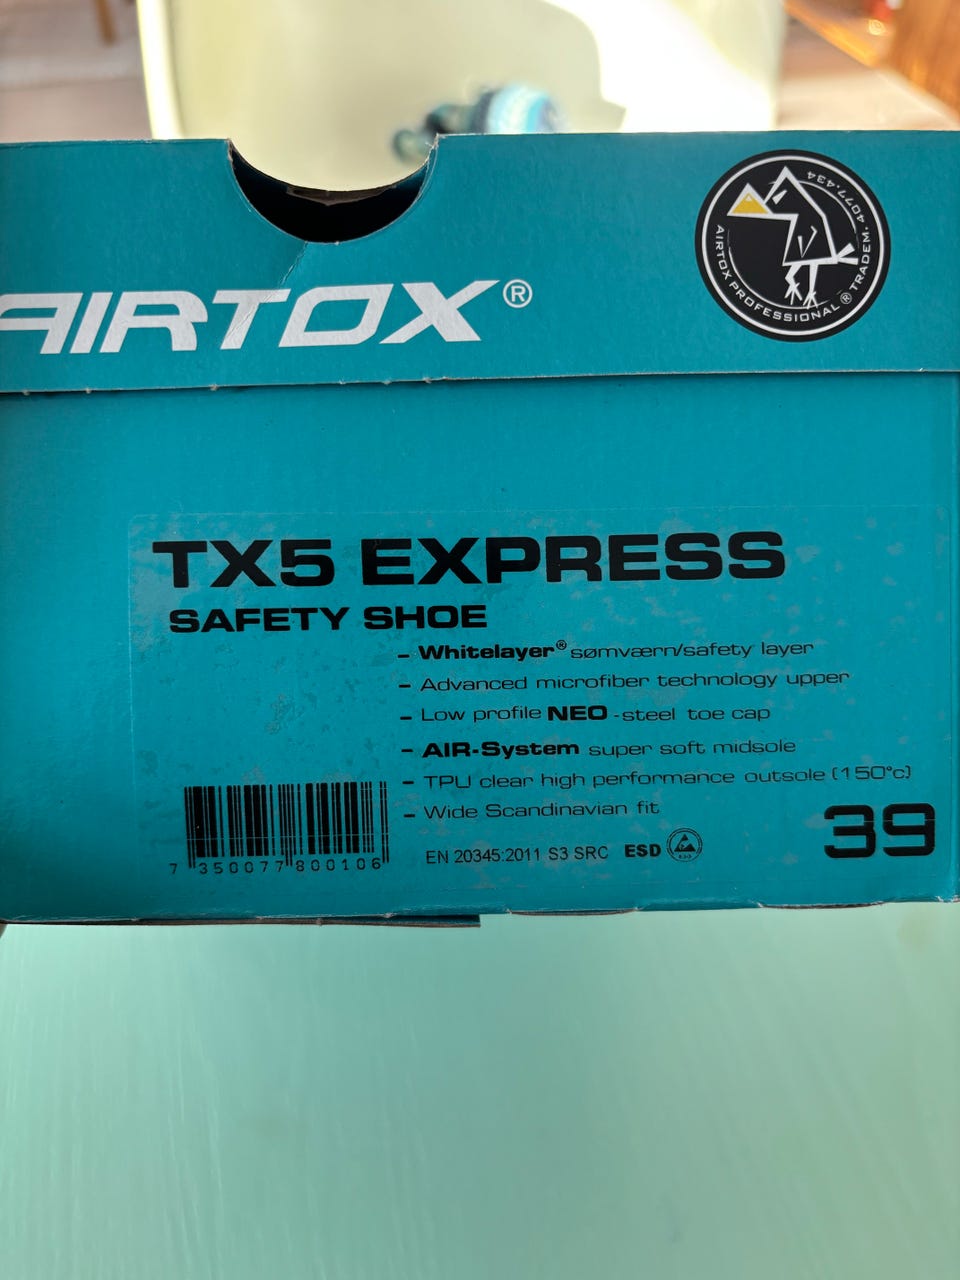 AIRTOX®
AIRTOX PROFESSIONAL ® TRADEM. 4077.434
TX5 EXPRESS
SAFETY SHOE
- Whitelayer® sømværn/safety layer
- Advanced microfiber technology upper
- Low profile NEO -steel toe cap
- AIR-System super soft midsole
- TPU clear high performance outsole (150°c)
- Wide Scandinavian fit
39
EN 20345:2011 S3 SRC ESD
7 350077 800106